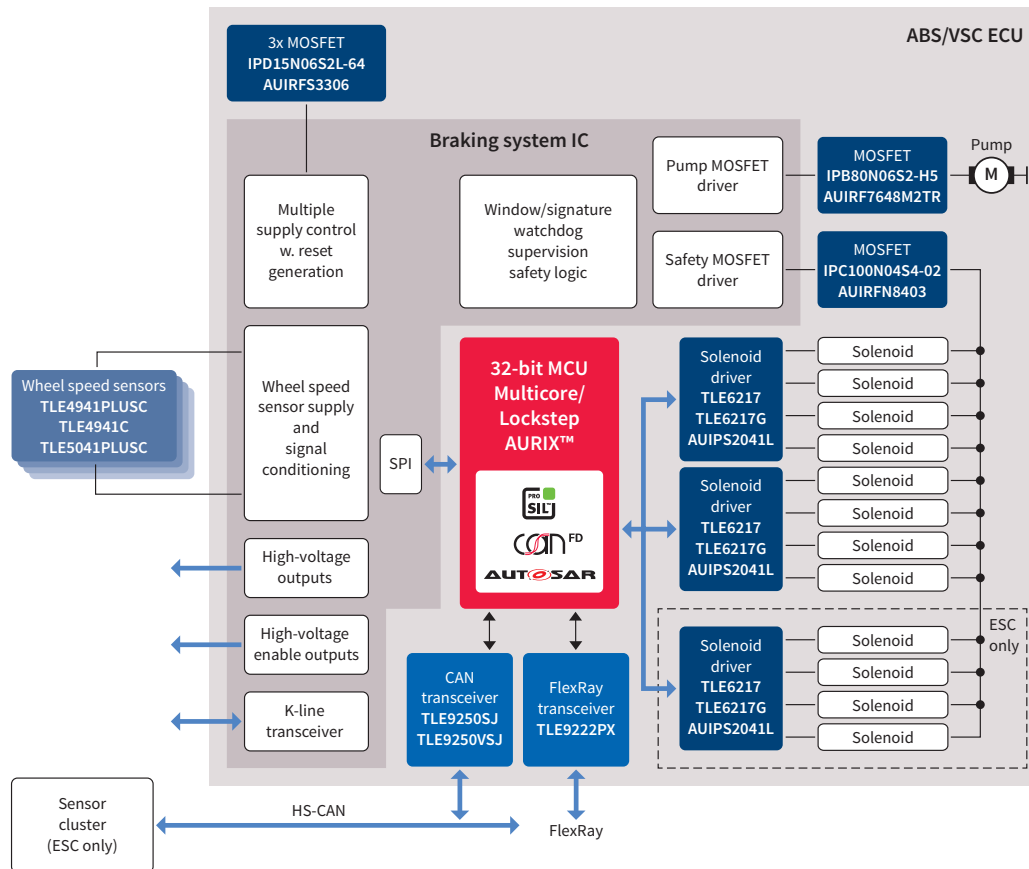 ABS/VSC ECU
3x MOSFET
IPD15N06S2L-64
AUIRFS3306
Braking system IC
Multiple
supply control
w. reset
generation
Window/signature
watchdog
supervision
safety logic
Pump MOSFET
driver
Safety MOSFET
driver
MOSFET
IPB80N06S2-H5
AUIRF7648M2TR
Pump
M
MOSFET
IPC100N04S4-02
AUIRFN8403
Wheel speed sensors
TLE4941PLUSC
TLE4941C
TLE5041PLUSC
Wheel speed
sensor supply
and
signal
conditioning
SPI
32-bit MCU
Multicore/
Lockstep
AURIX™
PRO
SIL
CAN FD
AUTOSAR
Solenoid
driver
TLE6217
TLE6217G
AUIPS2041L
Solenoid
Solenoid
Solenoid
Solenoid
Solenoid
driver
TLE6217
TLE6217G
AUIPS2041L
Solenoid
Solenoid
Solenoid
Solenoid
ESC
only
Solenoid
driver
TLE6217
TLE6217G
AUIPS2041L
Solenoid
Solenoid
Solenoid
Solenoid
High-voltage
outputs
High-voltage
enable outputs
K-line
transceiver
CAN
transceiver
TLE9250SJ
TLE9250VSJ
FlexRay
transceiver
TLE9222PX
Sensor
cluster
(ESC only)
HS-CAN
FlexRay